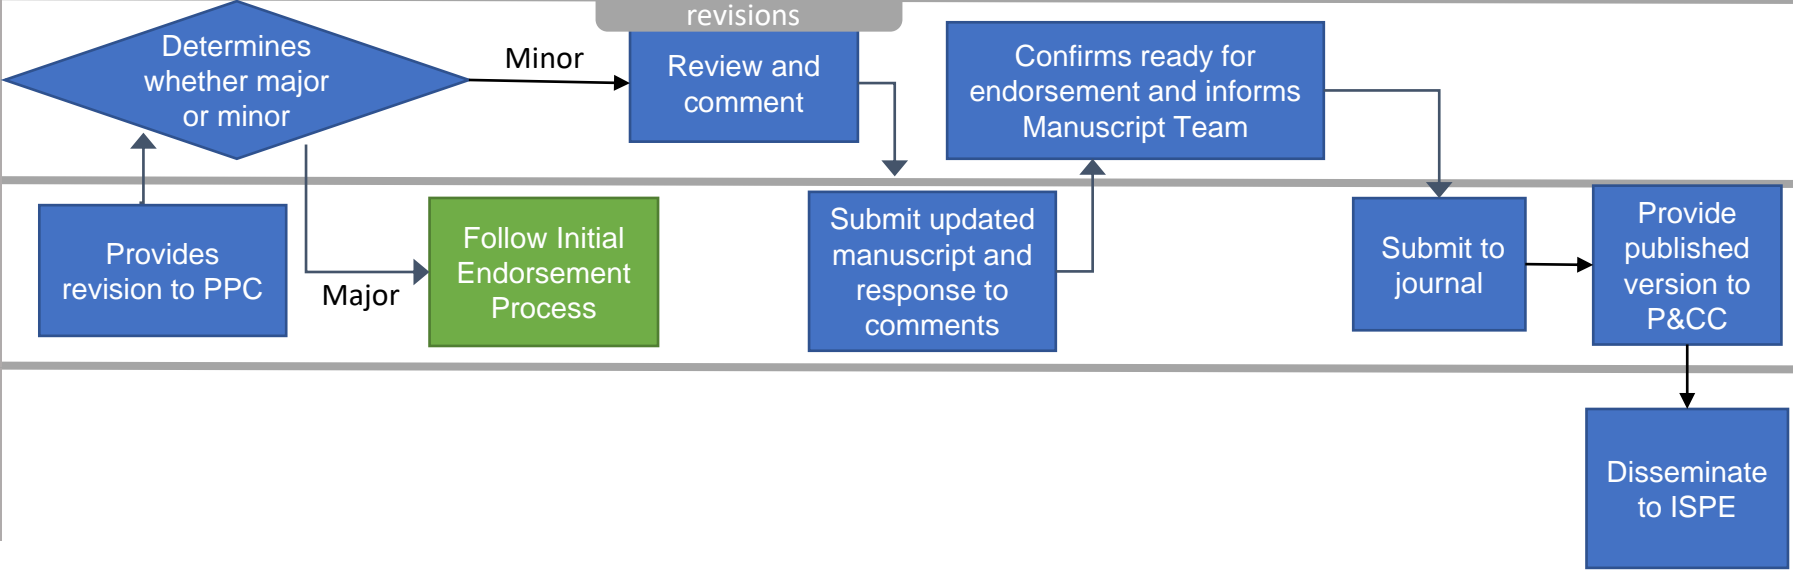 revisions
Determines
whether major
or minor
Minor
Review and
comment
Confirms ready for
endorsement and informs
Manuscript Team
Provides
revision to PPC
Major
Follow Initial
Endorsement
Process
Submit updated
manuscript and
response to
comments
Submit to
journal
Provide
published
version to
P&CC
Disseminate
to ISPE